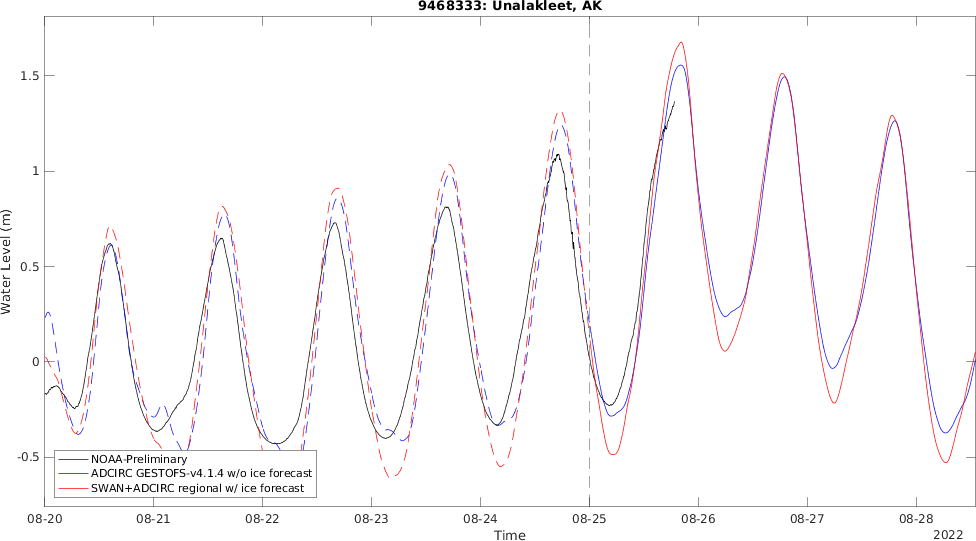 9468333: Unalakleet, AK
Water Level (m)
1.5
1
0.5
0
-0.5
NOAA-Preliminary
ADCIRC GESTOFS-v4.1.4 w/o ice forecast
SWAN+ADCIRC regional w/ ice forecast
08-20 08-21 08-22 08-23 08-24 08-25 08-26 08-27 08-28
Time
2022